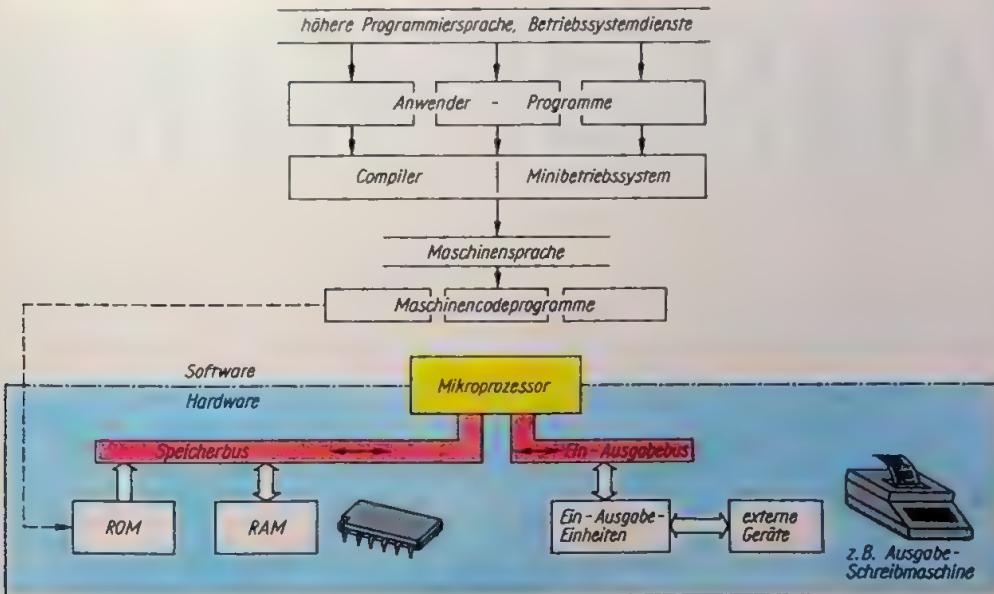 höhere Programmiersprache, Betriebssystemdienste
Anwender - Programme
Compiler
Minibetriebssystem
Maschinensprache
Maschinencodeprogramme
Software
Mikroprozessor
Hardware
Speicherbus
Ein-Ausgabebus
ROM
RAM
Ein-Ausgabe-
Einheiten
externe
Geräte
z.B. Ausgabe-
Schreibmaschine